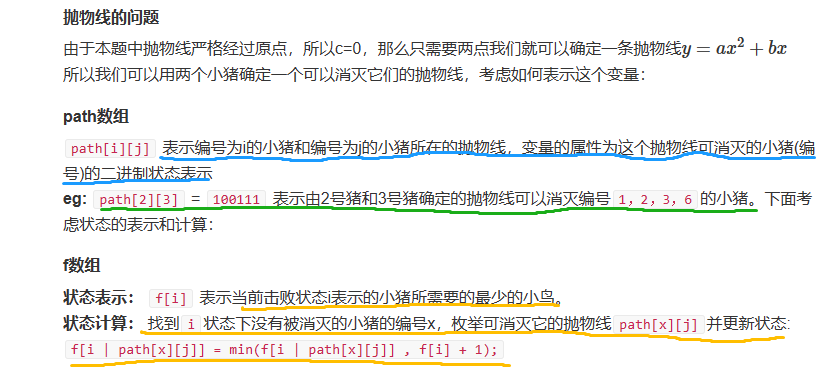 抛物线的问题
由于本题中抛物线严格经过原点，所以c=0，那么只需要两点我们就可以确定一条抛物线y = ax² + bx
所以我们可以用两个小猪确定一个可以消灭它们的抛物线，考虑如何表示这个变量：
path数组
path[i][j] 表示编号为i的小猪和编号为j的小猪所在的抛物线，变量的属性为这个抛物线可消灭的小猪(编
号)的二进制状态表示
eg: path[2][3] = 100111 表示由2号猪和3号猪确定的抛物线可以消灭编号 1，2，3，6 的小猪。下面考
虑状态的表示和计算：
f数组
状态表示： f[i] 表示当前击败状态i表示的小猪所需要的最少的小鸟。
状态计算： 找到 i 状态下没有被消灭的小猪的编号x，枚举可消灭它的抛物线 path[x][j] 并更新状态:
f[i | path[x][j]] = min(f[i | path[x][j]] , f[i] + 1);